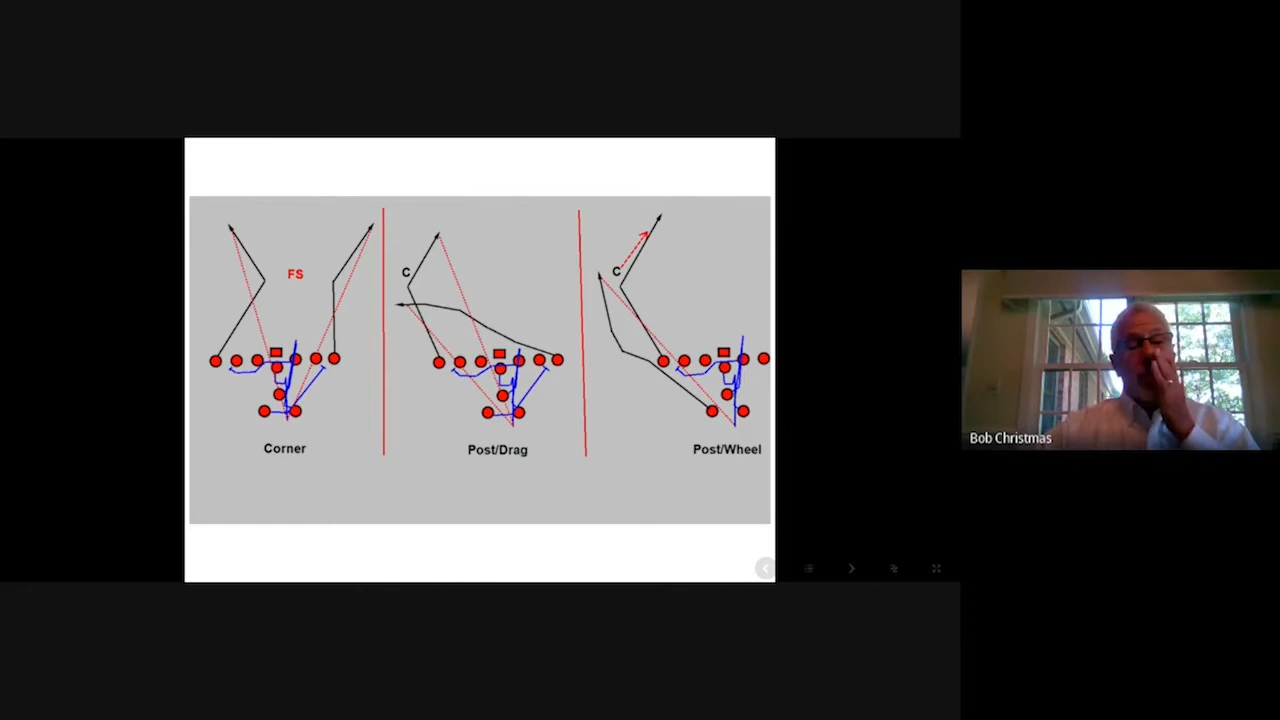 FS
C
C
Corner
Post/Drag
Post/Wheel
Bob Christmas